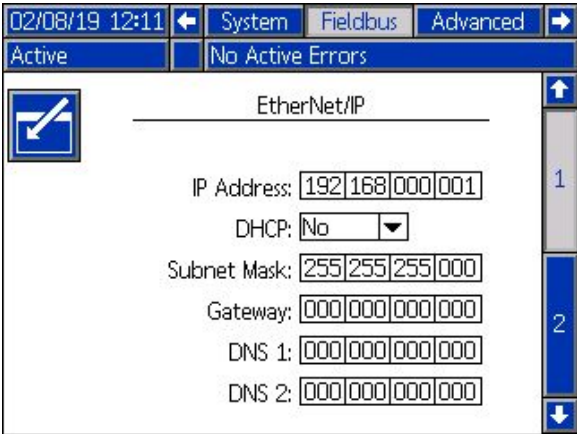 02/08/19 12:11 System Fieldbus Advanced
Active No Active Errors
EtherNet/IP
1
IP Address: 192 168 000 001
DHCP: No
Subnet Mask: 255 255 255 000
Gateway: 000 000 000 000
2
DNS 1: 000 000 000 000
DNS 2: 000 000 000 000